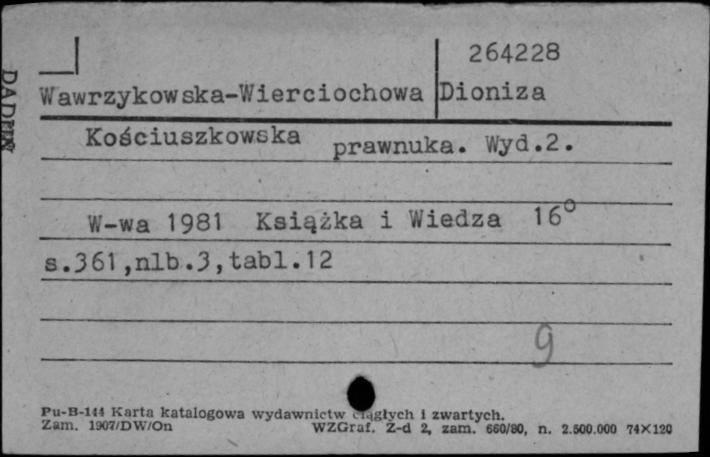 264228
Wawrzykowska-Wierciochowa Dioniza
Kościuszkowska prawnuka. Wyd.2.
W-wa 1981 Książka i Wiedza 16°
s.361,nlb.3,tabl.12
9
Pu-B-144 Karta katalogowa wydawnictw ciągłych i zwartych.
Zam. 1907/DW/On WZGraf. Z-d 2, zam. 660/80, n. 2.500.000 74×120